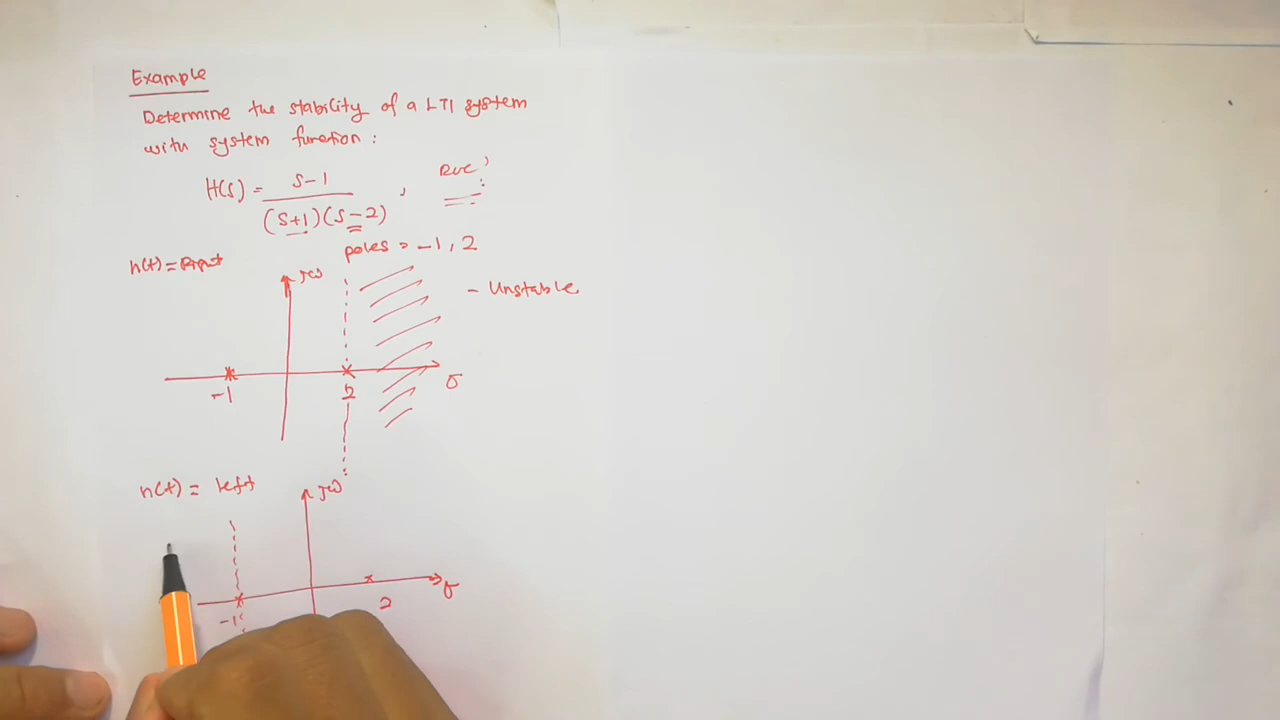 Example
Determine the stability of a LTI system
with system function:
H(s) = s-1 / (s+1)(s-2) ,
poles = -1, 2
h(t) = Right
jω
- Unstable
-1
2
σ
h(t) = left
jω
σ
-1
2